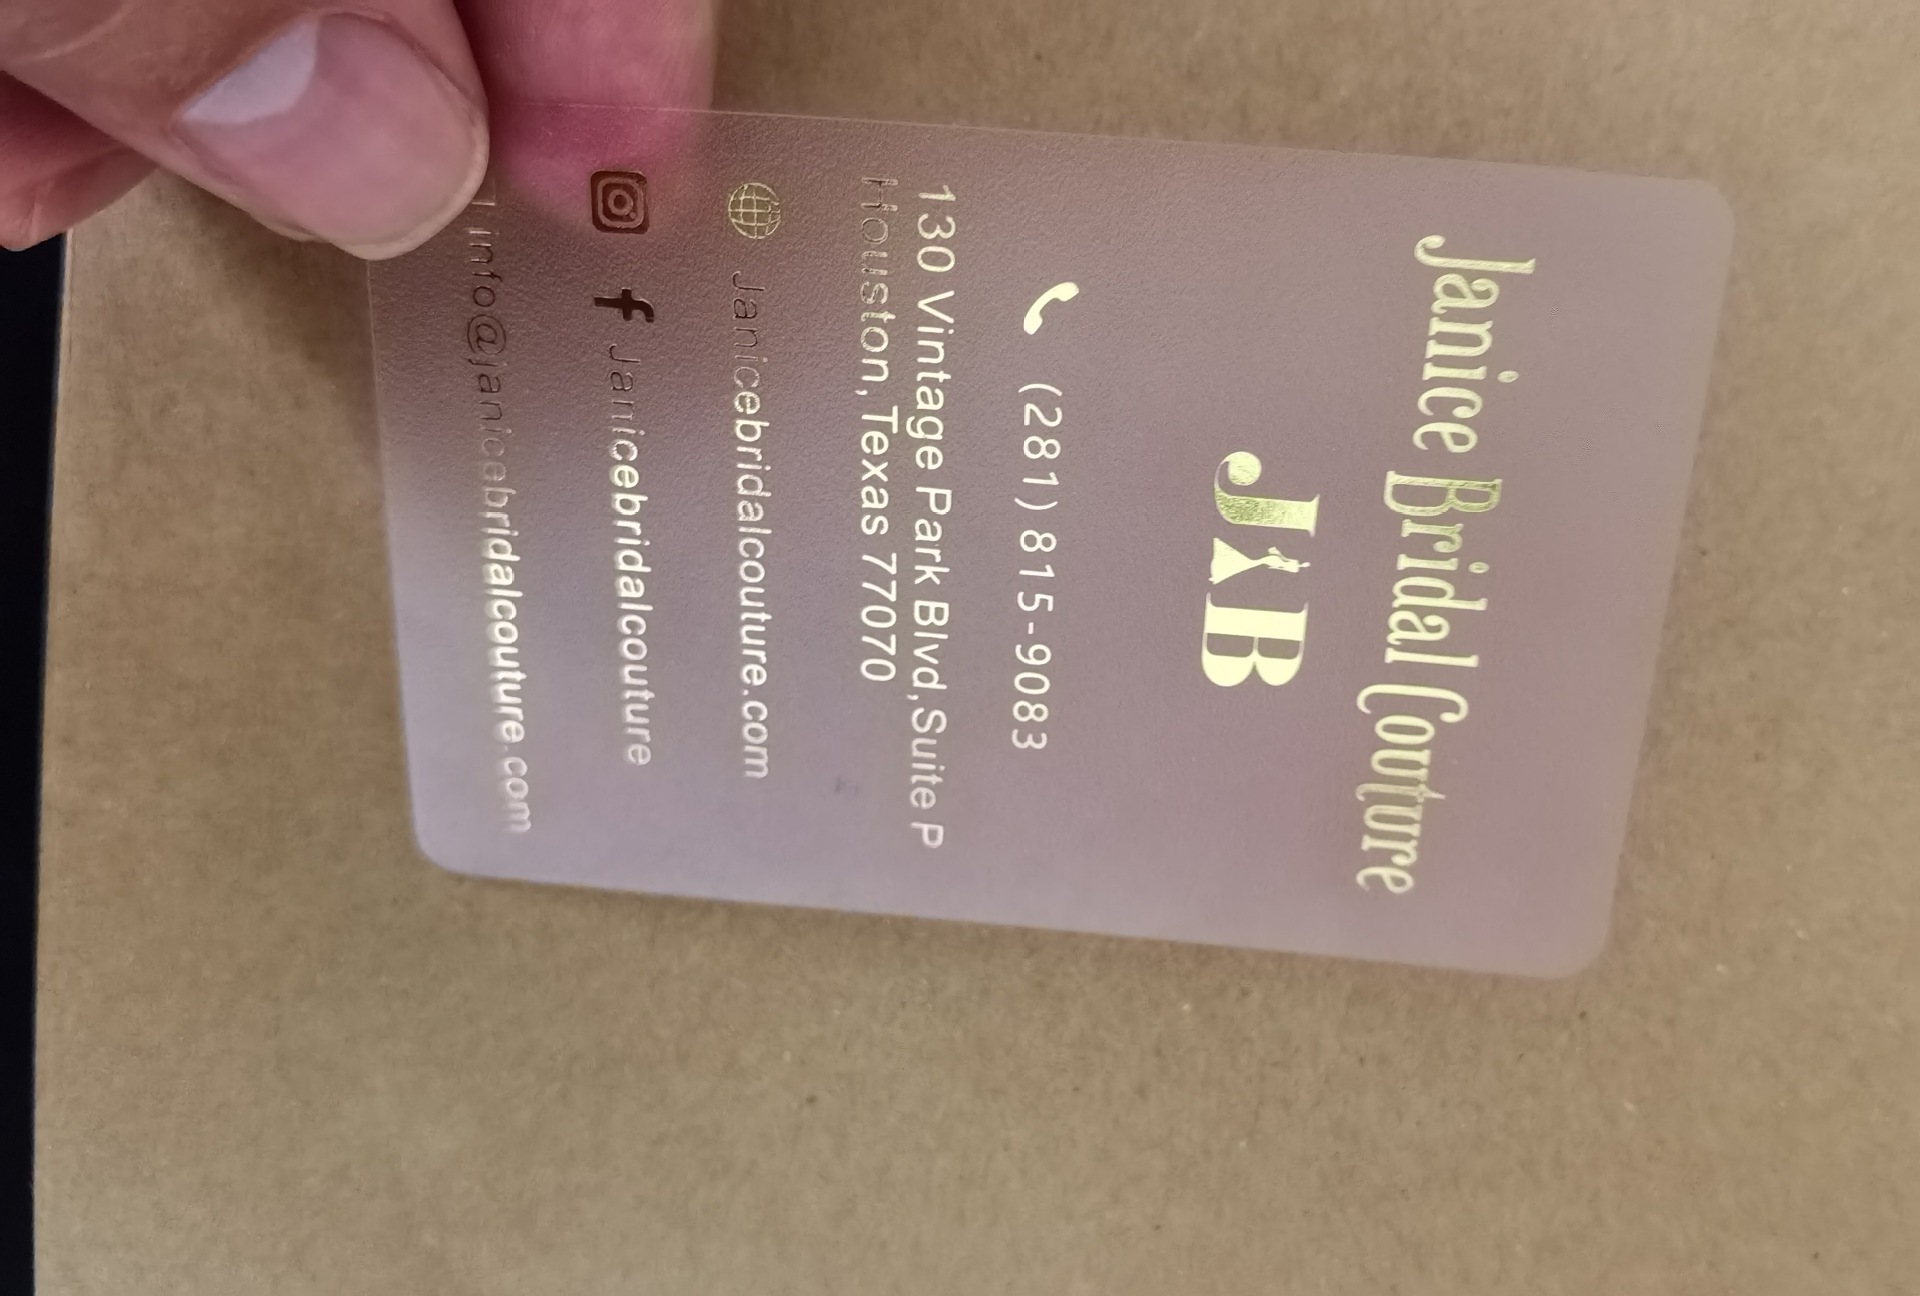 Janice Bridal Couture
JB
(281) 815-9083
130 Vintage Park Blvd,Suite P
Houston,Texas 77070
Janicebridalcouture.com
Janicebridalcouture
info@janicebridalcouture.com